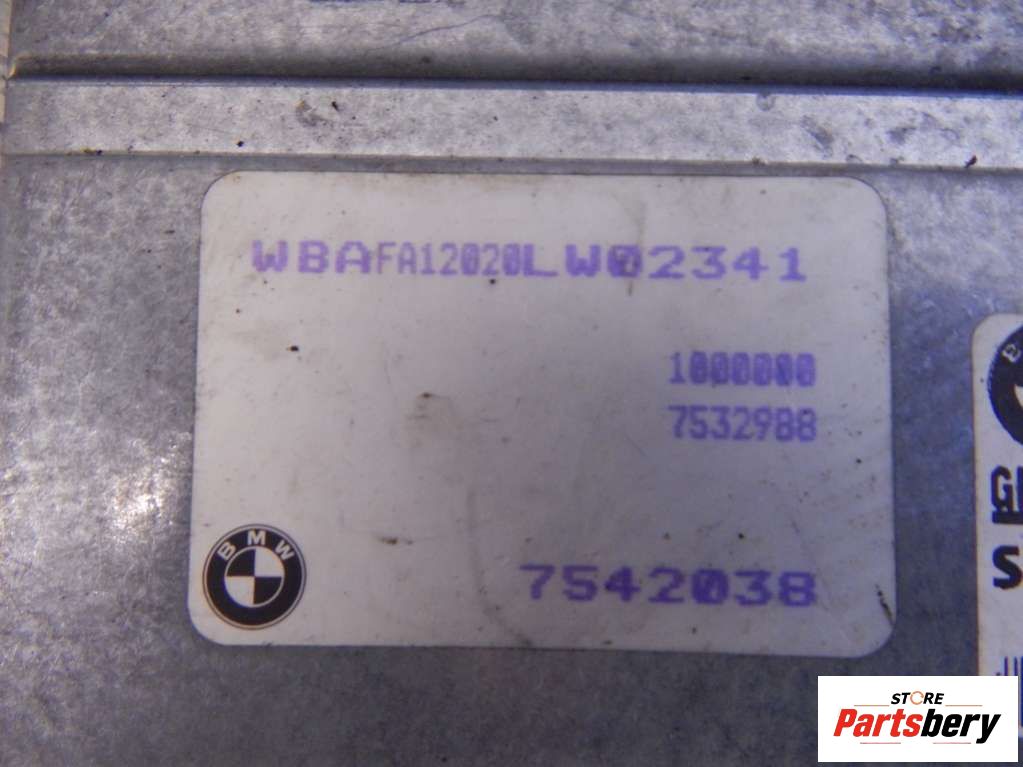 WBAFA12020LW02341
1000000
7532988
BMW
7542038
STORE
Partsbery